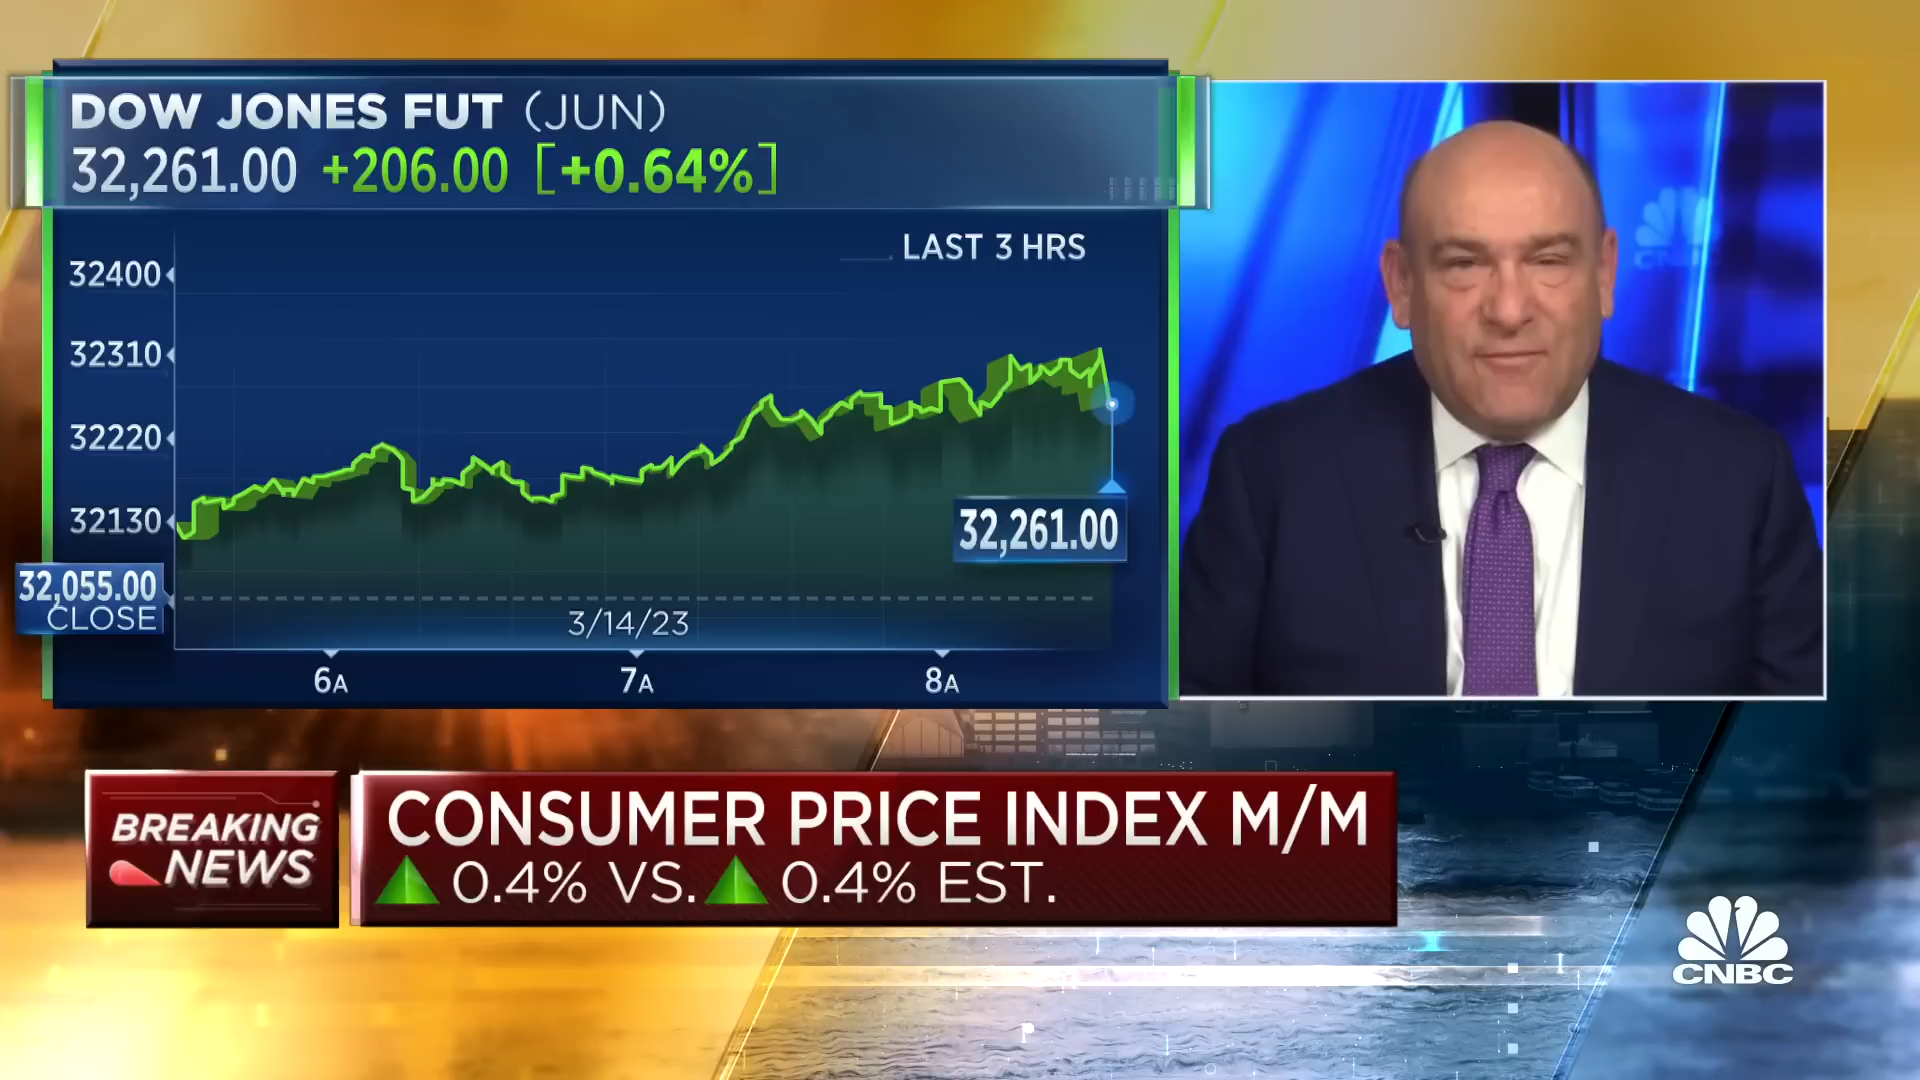 DOW JONES FUT (JUN)
32,261.00 +206.00 [+0.64%]
LAST 3 HRS
32400
32310
32220
32130
32,055.00
CLOSE
32,261.00
3/14/23
6A
7A
8A
CNBC
BREAKING
NEWS
CONSUMER PRICE INDEX M/M
▲ 0.4% VS. ▲ 0.4% EST.
CNBC